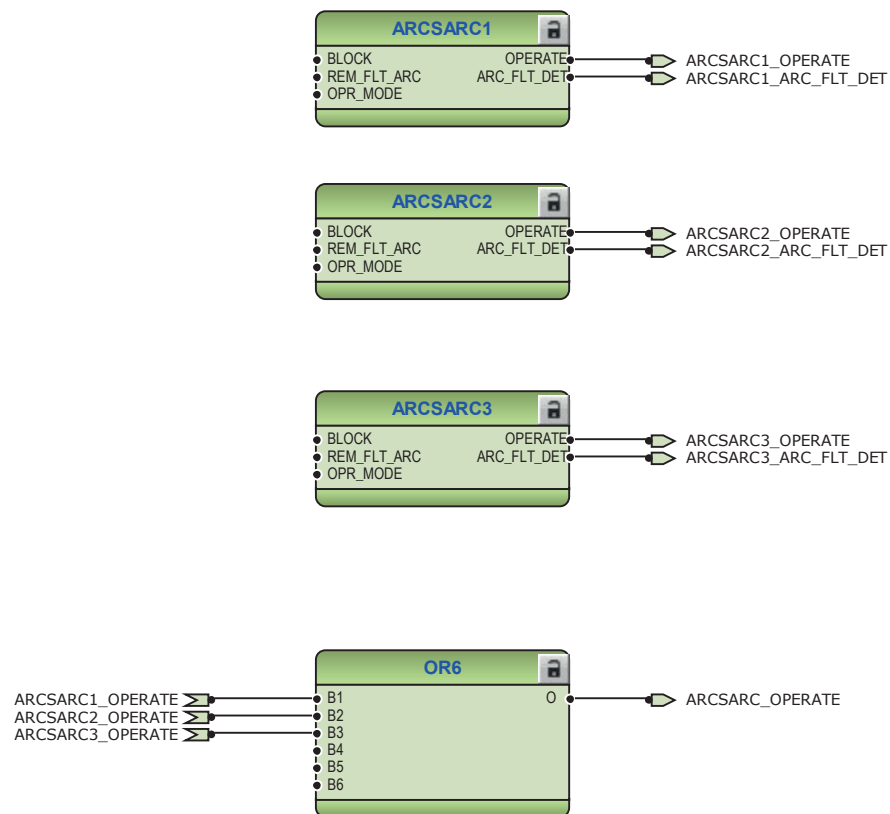 ARCSARC1
BLOCK OPERATE ARCSARC1_OPERATE
REM_FLT_ARC ARC_FLT_DET ARCSARC1_ARC_FLT_DET
OPR_MODE
ARCSARC2
BLOCK OPERATE ARCSARC2_OPERATE
REM_FLT_ARC ARC_FLT_DET ARCSARC2_ARC_FLT_DET
OPR_MODE
ARCSARC3
BLOCK OPERATE ARCSARC3_OPERATE
REM_FLT_ARC ARC_FLT_DET ARCSARC3_ARC_FLT_DET
OPR_MODE
OR6
ARCSARC1_OPERATE B1 O ARCSARC_OPERATE
ARCSARC2_OPERATE B2
ARCSARC3_OPERATE B3
B4
B5
B6